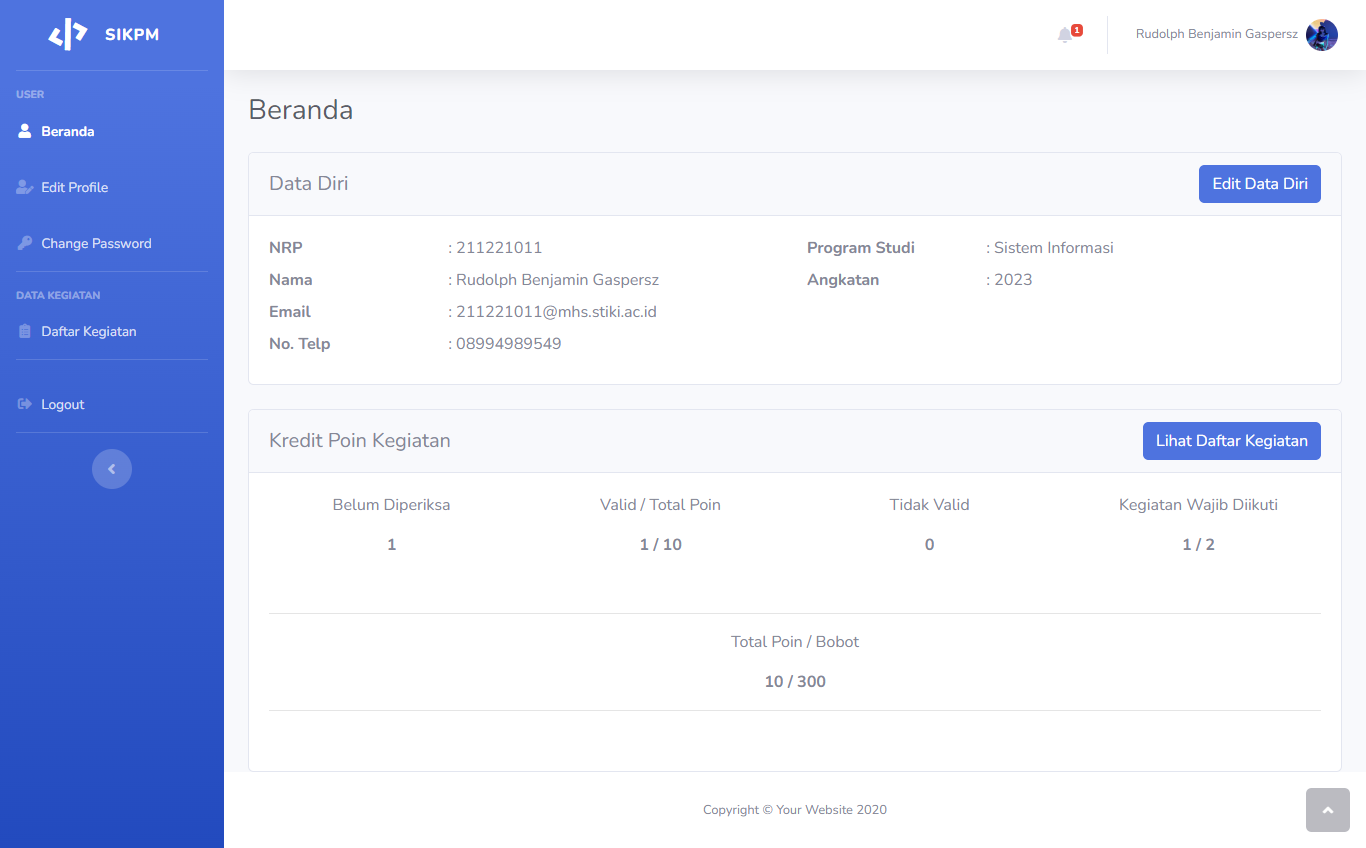 SIKPM
1
Rudolph Benjamin Gaspersz
USER
Beranda
Edit Profile
Change Password
DATA KEGIATAN
Daftar Kegiatan
Logout
Beranda
Data Diri
Edit Data Diri
NRP : 211221011 Program Studi : Sistem Informasi
Nama : Rudolph Benjamin Gaspersz Angkatan : 2023
Email : 211221011@mhs.stiki.ac.id
No. Telp : 08994989549
Kredit Poin Kegiatan
Lihat Daftar Kegiatan
Belum Diperiksa Valid / Total Poin Tidak Valid Kegiatan Wajib Diikuti
1 1 / 10 0 1 / 2
Total Poin / Bobot
10 / 300
Copyright © Your Website 2020